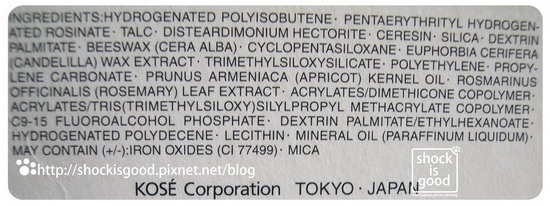 INGREDIENTS:HYDROGENATED POLYISOBUTENE· PENTAERYTHRITYL HYDROGEN-
ATED ROSINATE· TALC· DISTEARDIMONIUM HECTORITE· CERESIN· SILICA· DEXTRIN
PALMITATE· BEESWAX (CERA ALBA)· CYCLOPENTASILOXANE· EUPHORBIA CERIFERA
(CANDELILLA) WAX EXTRACT· TRIMETHYLSILOXYSILICATE· POLYETHYLENE· PROPY-
LENE CARBONATE· PRUNUS ARMENIACA (APRICOT) KERNEL OIL· ROSMARINUS
OFFICINALIS (ROSEMARY) LEAF EXTRACT· ACRYLATES/DIMETHICONE COPOLYMER·
ACRYLATES/TRIS(TRIMETHYLSILOXY)SILYLPROPYL METHACRYLATE COPOLYMER·
C9-15 FLUOROALCOHOL PHOSPHATE· DEXTRIN PALMITATE/ETHYLHEXANOATE·
HYDROGENATED POLYDECENE· LECITHIN· MINERAL OIL (PARAFFINUM LIQUIDUM)·
MAY CONTAIN (+/-):IRON OXIDES (CI 77499)· MICA
http://shockisgood.pixnet.net/blog
shock
is
good
KOSÉ Corporation TOKYO·JAPAN